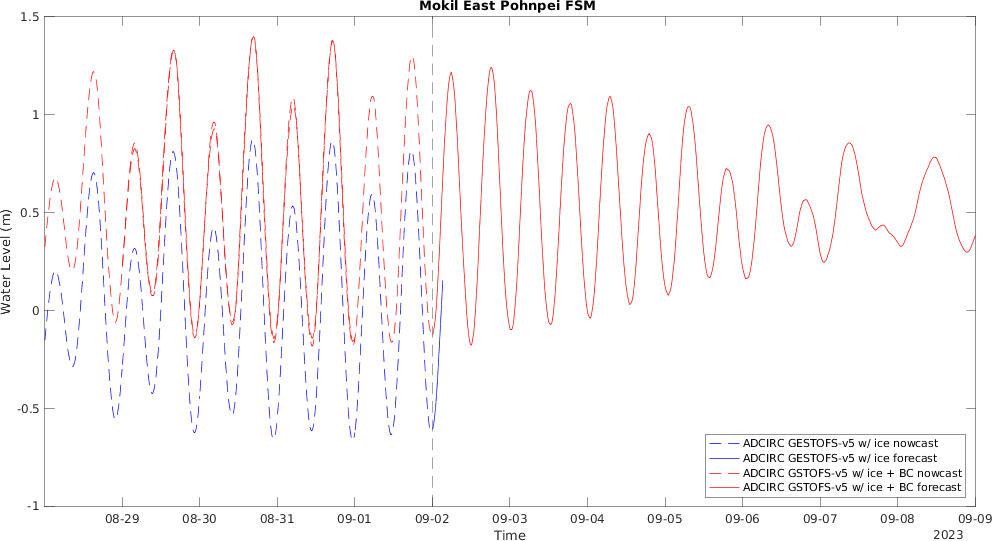 Mokil East Pohnpei FSM
1.5
1
0.5
0
-0.5
-1
Water Level (m)
08-29
08-30
08-31
09-01
09-02
09-03
09-04
09-05
09-06
09-07
09-08
09-09
Time
2023
ADCIRC GESTOFS-v5 w/ ice nowcast
ADCIRC GESTOFS-v5 w/ ice forecast
ADCIRC GSTOFS-v5 w/ ice + BC nowcast
ADCIRC GSTOFS-v5 w/ ice + BC forecast